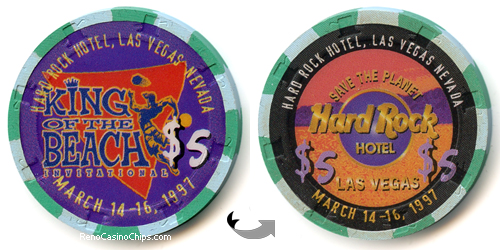 HARD ROCK HOTEL, LAS VEGAS NEVADA
KING
OF THE
BEACH
INVITATIONAL
$5
MARCH 14-16, 1997
RenoCasinoChips.com
HARD ROCK HOTEL, LAS VEGAS NEVADA
SAVE THE PLANET
Hard Rock
HOTEL
$5 $5
LAS VEGAS
MARCH 14-16, 1997